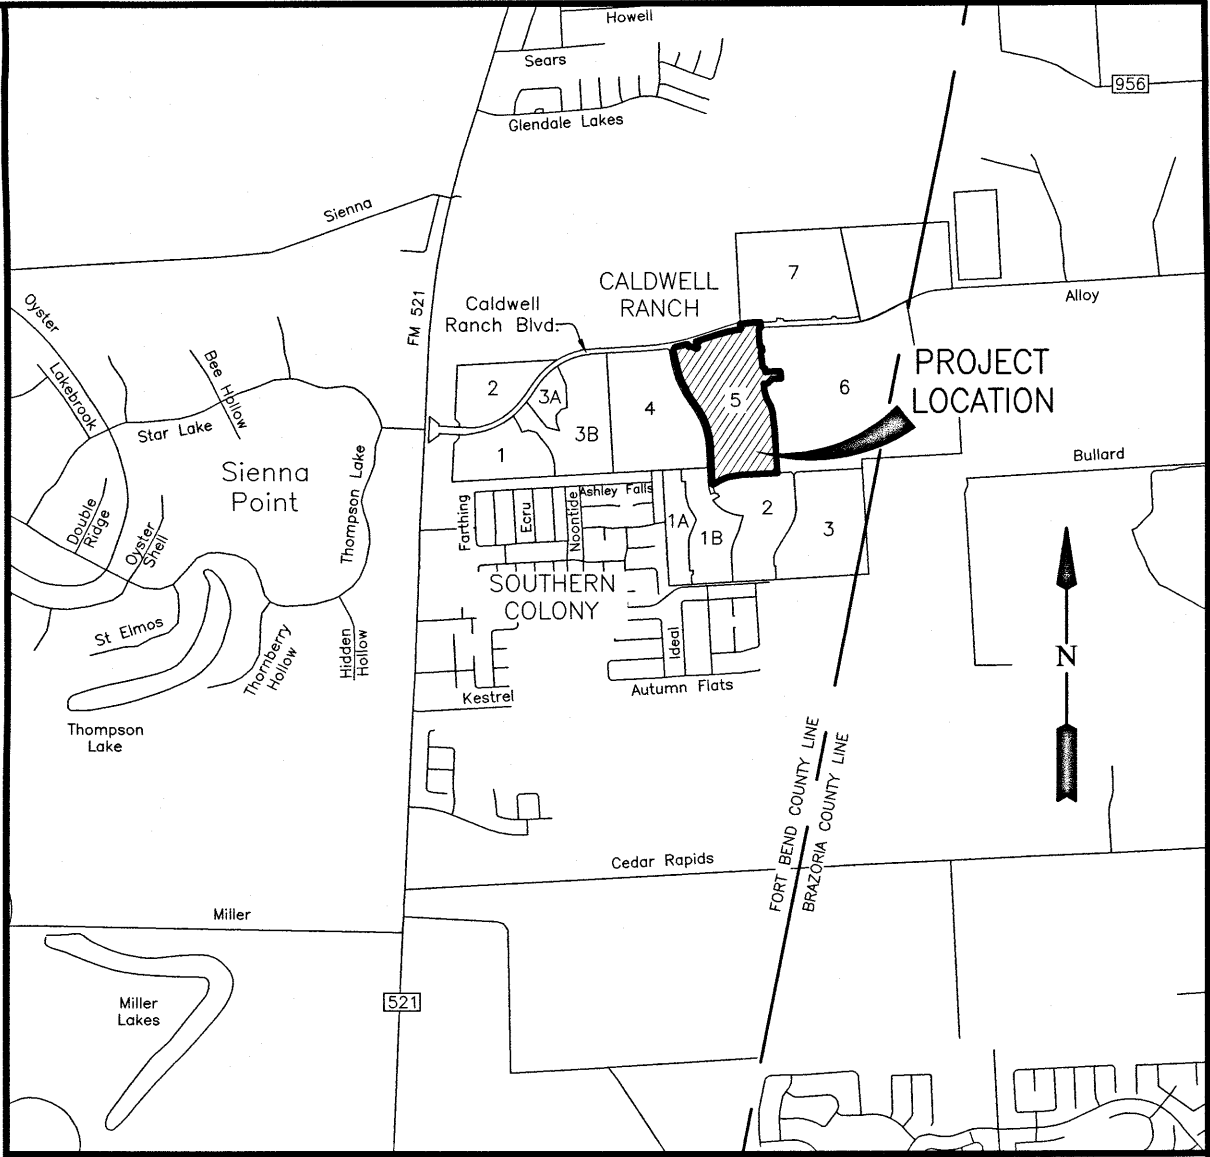 Howell
Sears
956
Glendale Lakes
Sienna
Oyster
FM 521
CALDWELL
RANCH
7
Alloy
Caldwell
Ranch Blvd.
Lakebrook
Bee Hollow
2
3A
4
5
6
PROJECT
LOCATION
Star Lake
3B
1
Sienna
Point
Thompson Lake
Bullard
Double
Ridge
Oyster
Shell
Farthing
Ecru
Noontide
Ashley Falls
1A
1B
2
3
SOUTHERN
COLONY
St Elmos
Thornberry
Hollow
Hidden
Hollow
Ideal
N
Kestrel
Autumn Flats
Thompson
Lake
FORT BEND COUNTY LINE
BRAZORIA COUNTY LINE
Cedar Rapids
Miller
521
Miller
Lakes